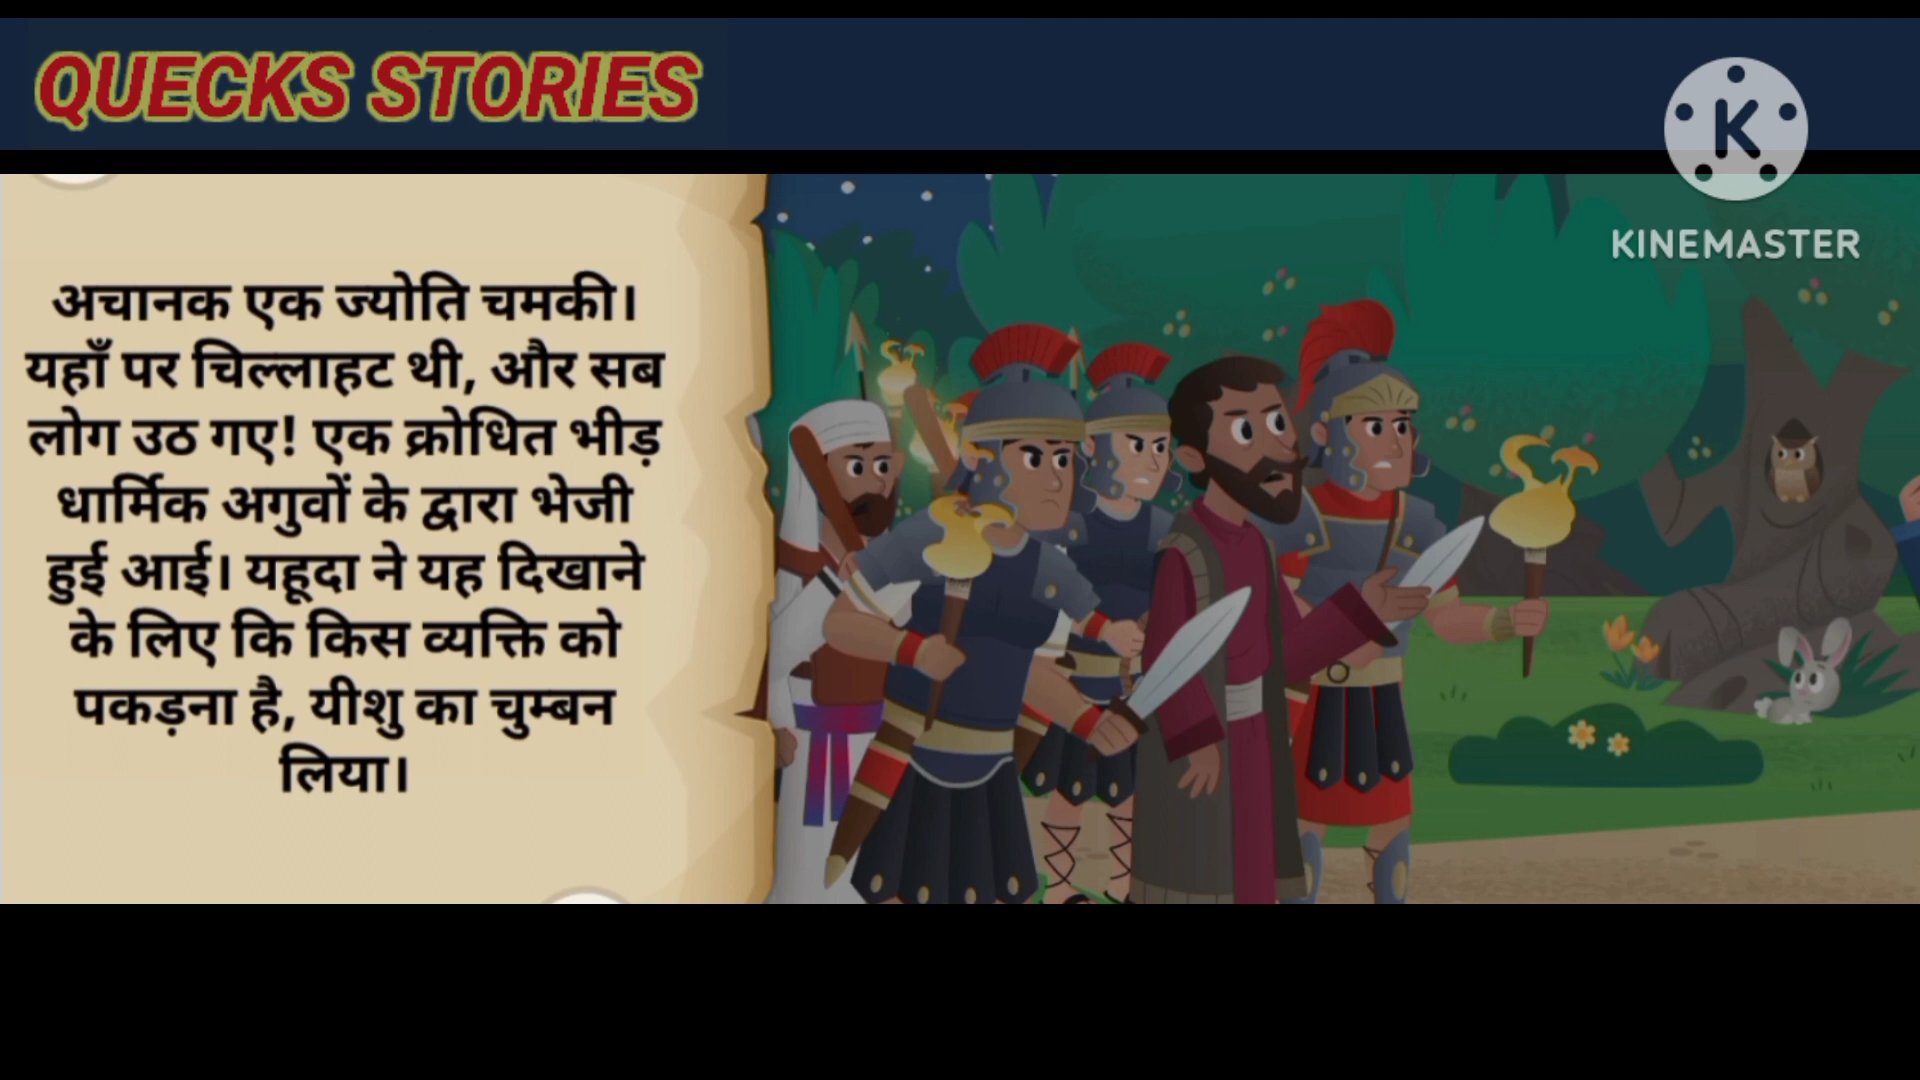 QUECKS STORIES
K
KINEMASTER
अचानक एक ज्योति चमकी।
यहाँ पर चिल्लाहट थी, और सब
लोग उठ गए! एक क्रोधित भीड़
धार्मिक अगुवों के द्वारा भेजी
हुई आई। यहूदा ने यह दिखाने
के लिए कि किस व्यक्ति को
पकड़ना है, यीशु का चुम्बन
लिया।